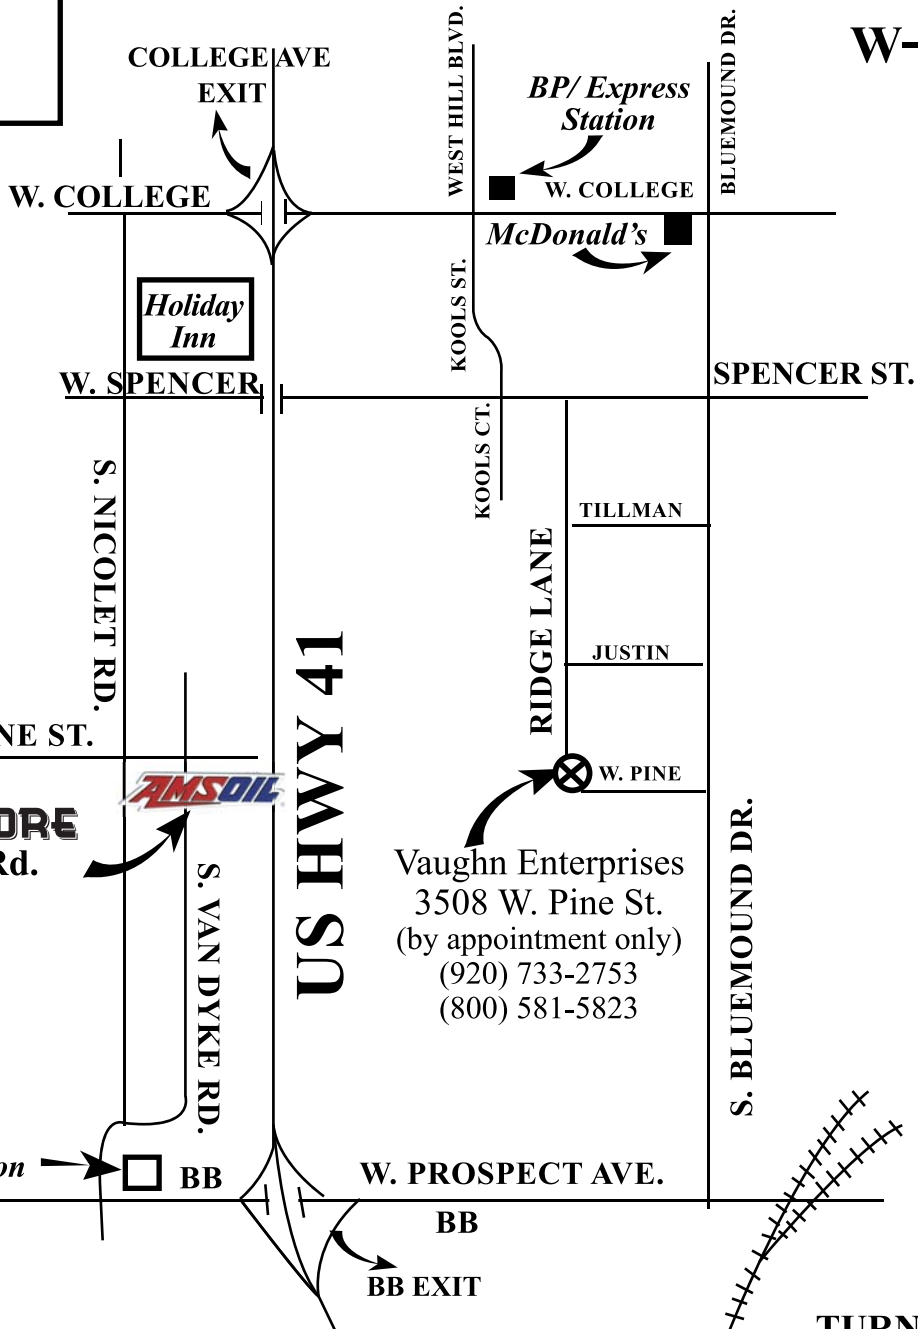 COLLEGE AVE
EXIT
WEST HILL BLVD.
BP/ Express
Station
BLUEMOUND DR.
W-
W. COLLEGE
W. COLLEGE
McDonald's
KOOLS ST.
Holiday
Inn
W. SPENCER
SPENCER ST.
KOOLS CT.
S. NICOLET RD.
TILLMAN
RIDGE LANE
JUSTIN
US HWY 41
NE ST.
W. PINE
AMSOIL
ORE
Rd.
S. VAN DYKE RD.
Vaughn Enterprises
3508 W. Pine St.
(by appointment only)
(920) 733-2753
(800) 581-5823
S. BLUEMOUND DR.
on
BB
W. PROSPECT AVE.
BB
BB EXIT
TURN